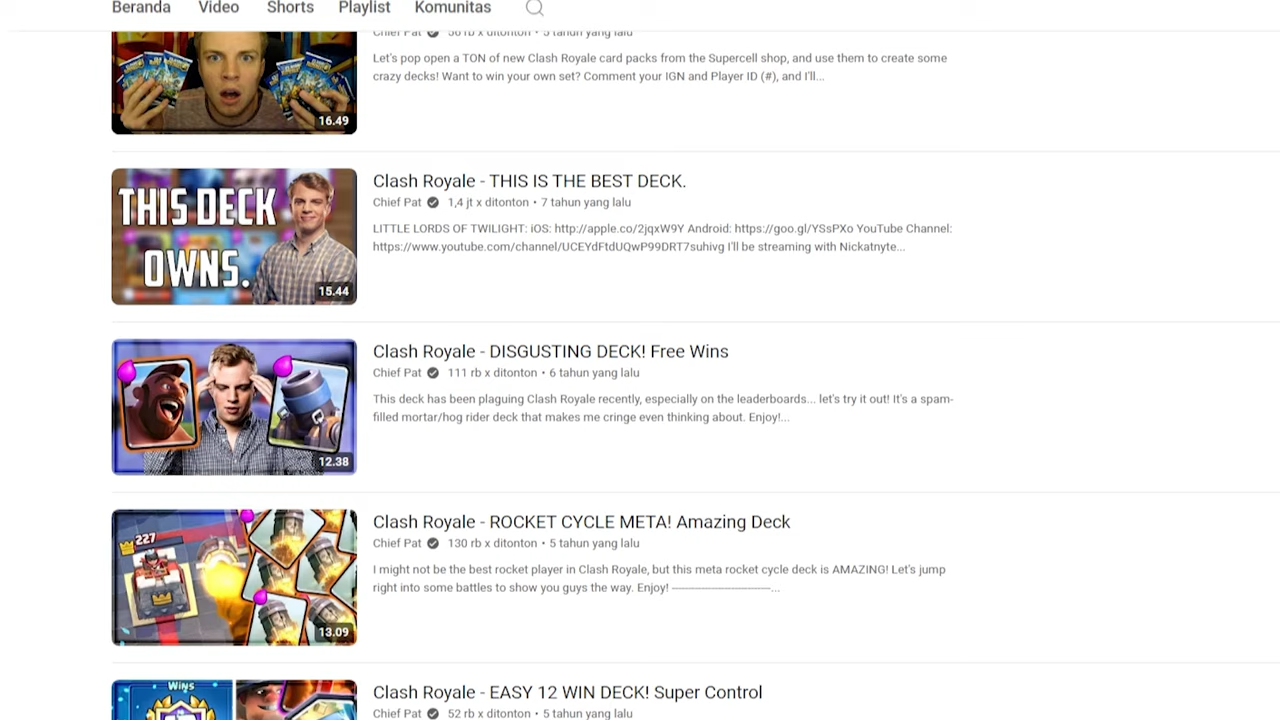 Beranda Video Shorts Playlist Komunitas
Chief Pat 5 tahun yang lalu
Let's pop open a TON of new Clash Royale card packs from the Supercell shop, and use them to create some
crazy decks! Want to win your own set? Comment your IGN and Player ID (#), and I'll...
16.49
THIS DECK
OWNS.
15.44
Clash Royale - THIS IS THE BEST DECK.
Chief Pat 1,4 jt x ditonton • 7 tahun yang lalu
LITTLE LORDS OF TWILIGHT: iOS: http://apple.co/2jqxW9Y Android: https://goo.gl/YSsPXo YouTube Channel:
https://www.youtube.com/channel/UCEYdFtdUQwP99DRT7suhivg I'll be streaming with Nickatnyte...
12.38
Clash Royale - DISGUSTING DECK! Free Wins
Chief Pat 111 rb x ditonton • 6 tahun yang lalu
This deck has been plaguing Clash Royale recently, especially on the leaderboards... let's try it out! It's a spam-
filled mortar/hog rider deck that makes me cringe even thinking about. Enjoy!...
227
13.09
Clash Royale - ROCKET CYCLE META! Amazing Deck
Chief Pat 130 rb x ditonton • 5 tahun yang lalu
I might not be the best rocket player in Clash Royale, but this meta rocket cycle deck is AMAZING! Let's jump
right into some battles to show you guys the way. Enjoy! ————————...
WINS
Clash Royale - EASY 12 WIN DECK! Super Control
Chief Pat 52 rb x ditonton • 5 tahun yang lalu